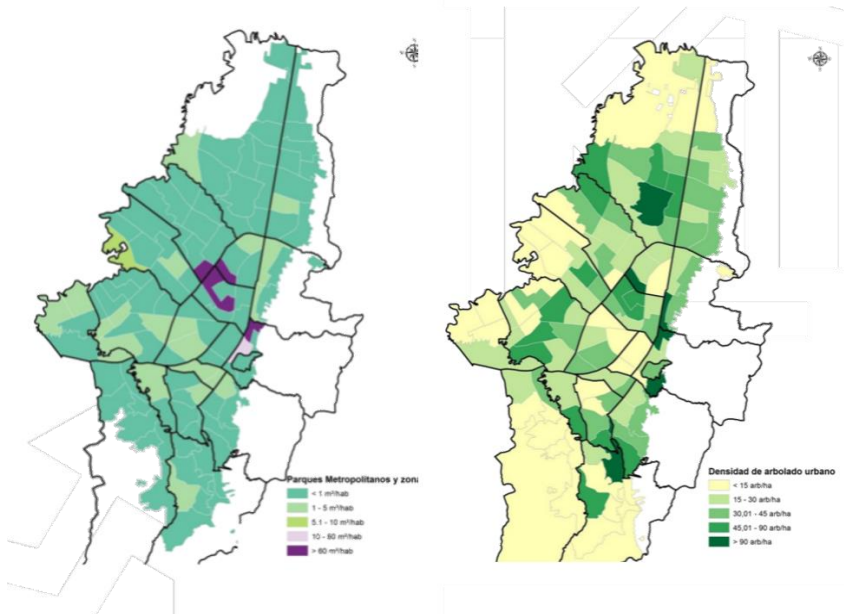 Parques Metropolitanos y zona
< 1 m²/hab
1 - 5 m²/hab
5.1 - 10 m²/hab
10 - 60 m²/hab
> 60 m²/hab
Densidad de arbolado urbano
< 15 arb/ha
15 - 30 arb/ha
30,01 - 45 arb/ha
45,01 - 90 arb/ha
> 90 arb/ha